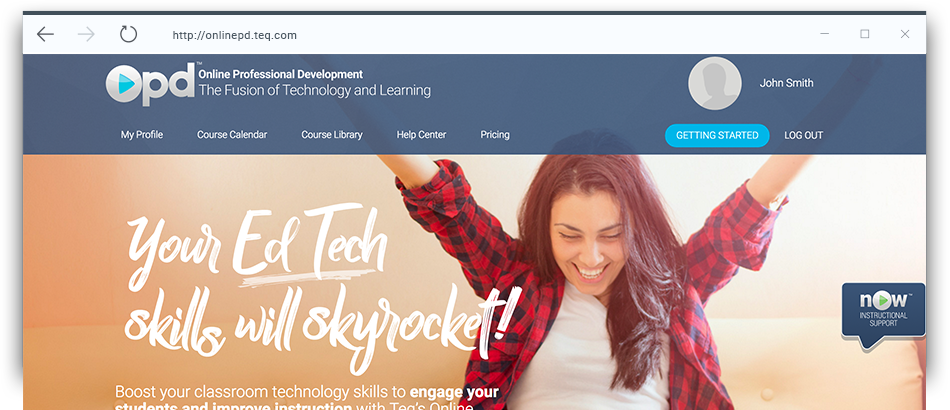 http://onlinepd.teq.com
opd™
Online Professional Development
The Fusion of Technology and Learning
John Smith
My Profile
Course Calendar
Course Library
Help Center
Pricing
GETTING STARTED
LOG OUT
Your Ed Tech
skills will skyrocket!
now™
INSTRUCTIONAL
SUPPORT
Boost your classroom technology skills to engage your
students and improve instruction with Teq's Online